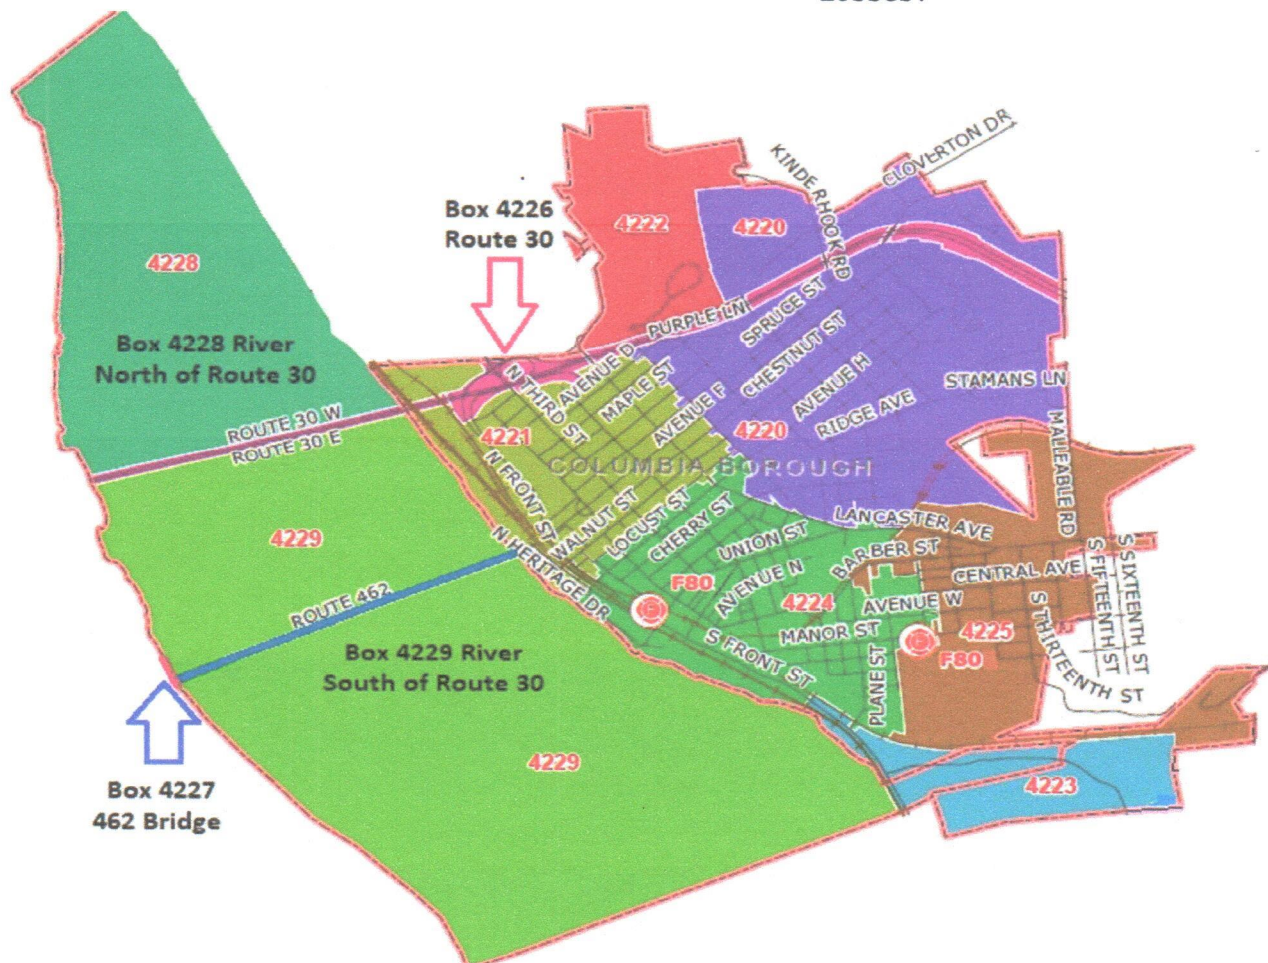 KINDERHOOK RD
CLOVERTON DR
Box 4226
Route 30
4222
4220
4228
Box 4228 River
North of Route 30
PURPLE LN
SPRUCE ST
CHESTNUT ST
AVENUE H
RIDGE AVE
STAMANS LN
AVENUE D
MAPLE ST
AVENUE F
N THIRD ST
ROUTE 30 W
ROUTE 30 E
4221
4220
COLUMBIA BOROUGH
MALLEABLE RD
N FRONT ST
WALNUT ST
LOCUST ST
CHERRY ST
UNION ST
LANCASTER AVE
BARBER ST
CENTRAL AVE
S FIFTEENTH ST
S SIXTEENTH ST
4229
N HERITAGE DR
ROUTE 462
F80
AVENUE N
4224
AVENUE W
MANOR ST
4225
S THIRTEENTH ST
F80
Box 4229 River
South of Route 30
S FRONT ST
PLANE ST
4229
4223
Box 4227
462 Bridge